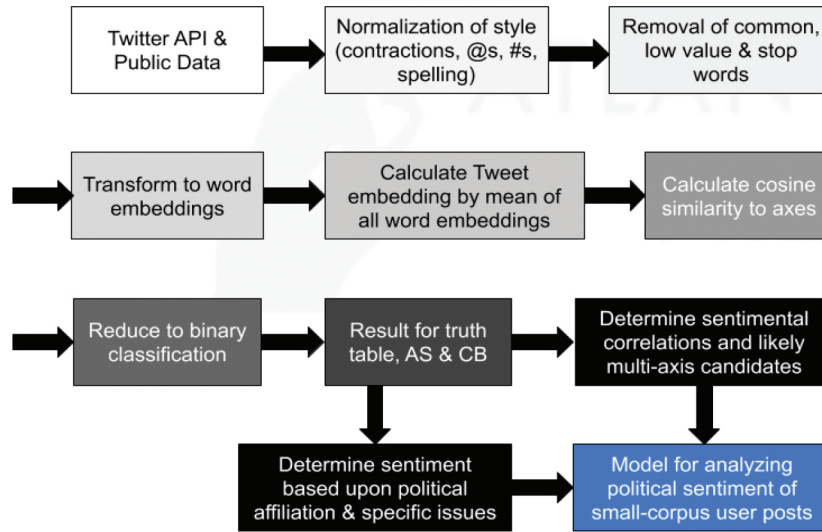 Twitter API &
Public Data
Normalization of style
(contractions, @s, #s,
spelling)
Removal of common,
low value & stop
words
Transform to word
embeddings
Calculate Tweet
embedding by mean of
all word embeddings
Calculate cosine
similarity to axes
Reduce to binary
classification
Result for truth
table, AS & CB
Determine sentimental
correlations and likely
multi-axis candidates
Determine sentiment
based upon political
affiliation & specific issues
Model for analyzing
political sentiment of
small-corpus user posts